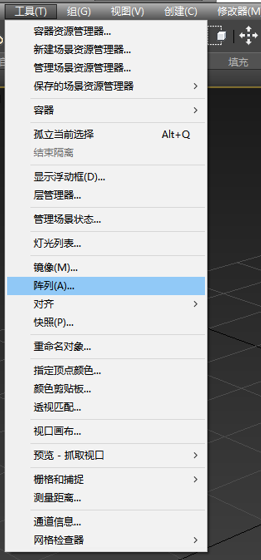 工具(T) 组(G) 视图(V) 创建(C) 修改器(M
容器资源管理器...
新建场景资源管理器...
管理场景资源管理器...
保存的场景资源管理器
容器
孤立当前选择 Alt+Q
结束隔离
显示浮动框(D)...
层管理器...
管理场景状态...
灯光列表...
镜像(M)...
阵列(A)...
对齐
快照(P)...
重命名对象...
指定顶点颜色...
颜色剪贴板...
透视匹配...
视口画布...
预览 - 抓取视口
栅格和捕捉
测量距离...
通道信息...
网格检查器
填充